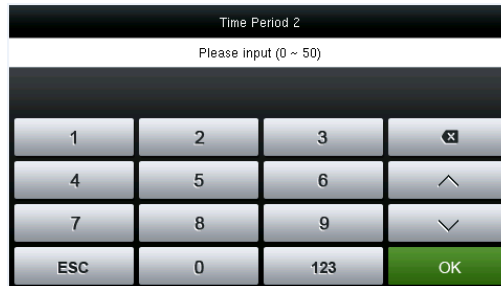 Time Period 2
Please input (0 ~ 50)
1 2 3
4 5 6
7 8 9
ESC 0 123 OK